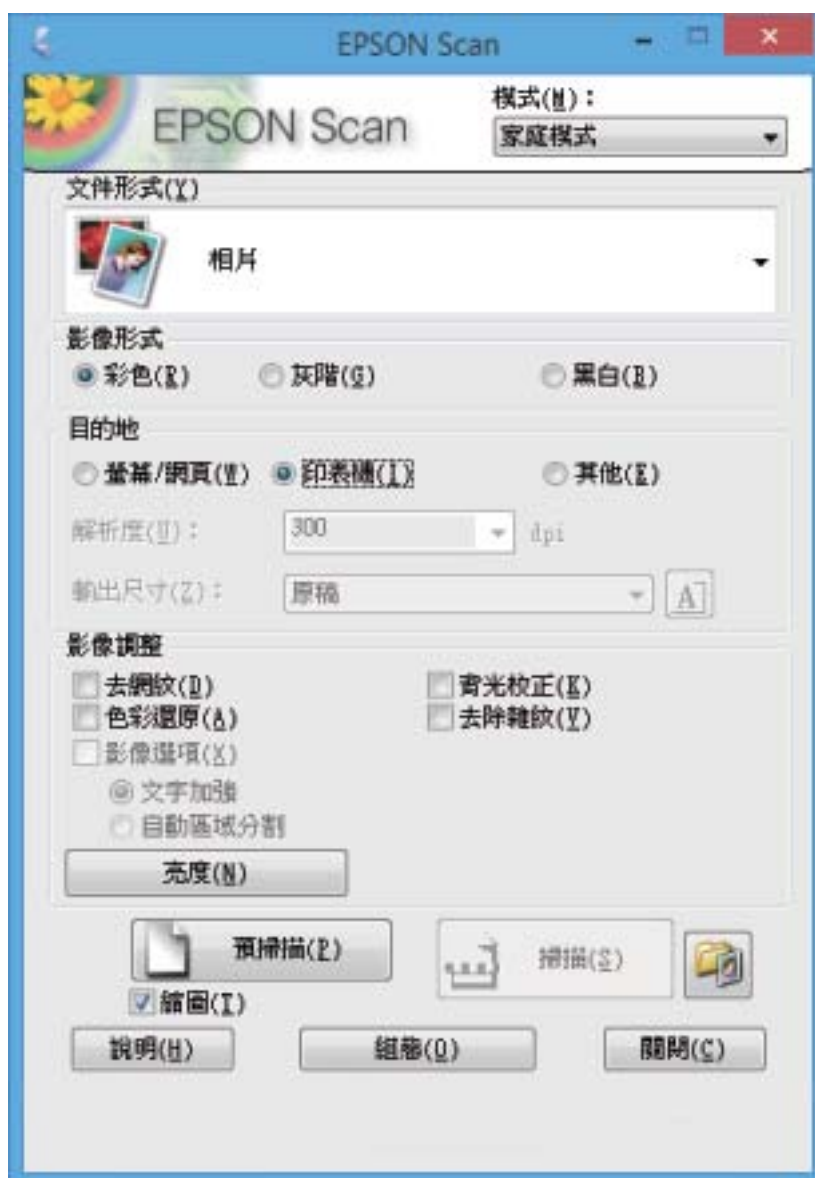 EPSON Scan
EPSON Scan
模式(M)：
家庭模式
文件形式(Y)
相片
影像形式
彩色(R) 灰階(G) 黑白(B)
目的地
螢幕/網頁(W) 印表機(I) 其他(E)
解析度(U)： 300 dpi
輸出尺寸(Z)： 原稿 A
影像調整
去網紋(D) 背光校正(K)
色彩還原(A) 去除雜紋(V)
影像選項(X)
文字加強
自動區域分割
亮度(N)
預掃描(P) 掃描(S)
縮圖(T)
說明(H) 組態(O) 關閉(C)